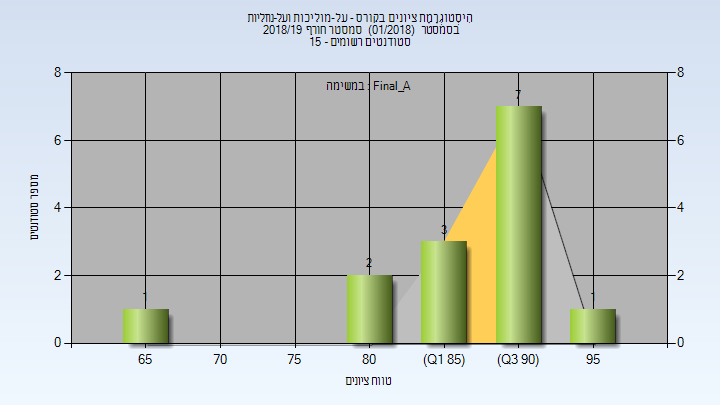 היסטוגרמת ציונים בקורס - על-מוליכות ועל-נוזליות
בסמסטר (01/2018) סמסטר חורף 2018/19
סטודנטים רשומים - 15
במשימה : Final_A
8 8
7
6 6
מספר סטודנטים
4 4
3
2
2 2
1 1
0 0
65 70 75 80 (Q1 85) (Q3 90) 95
טווח ציונים